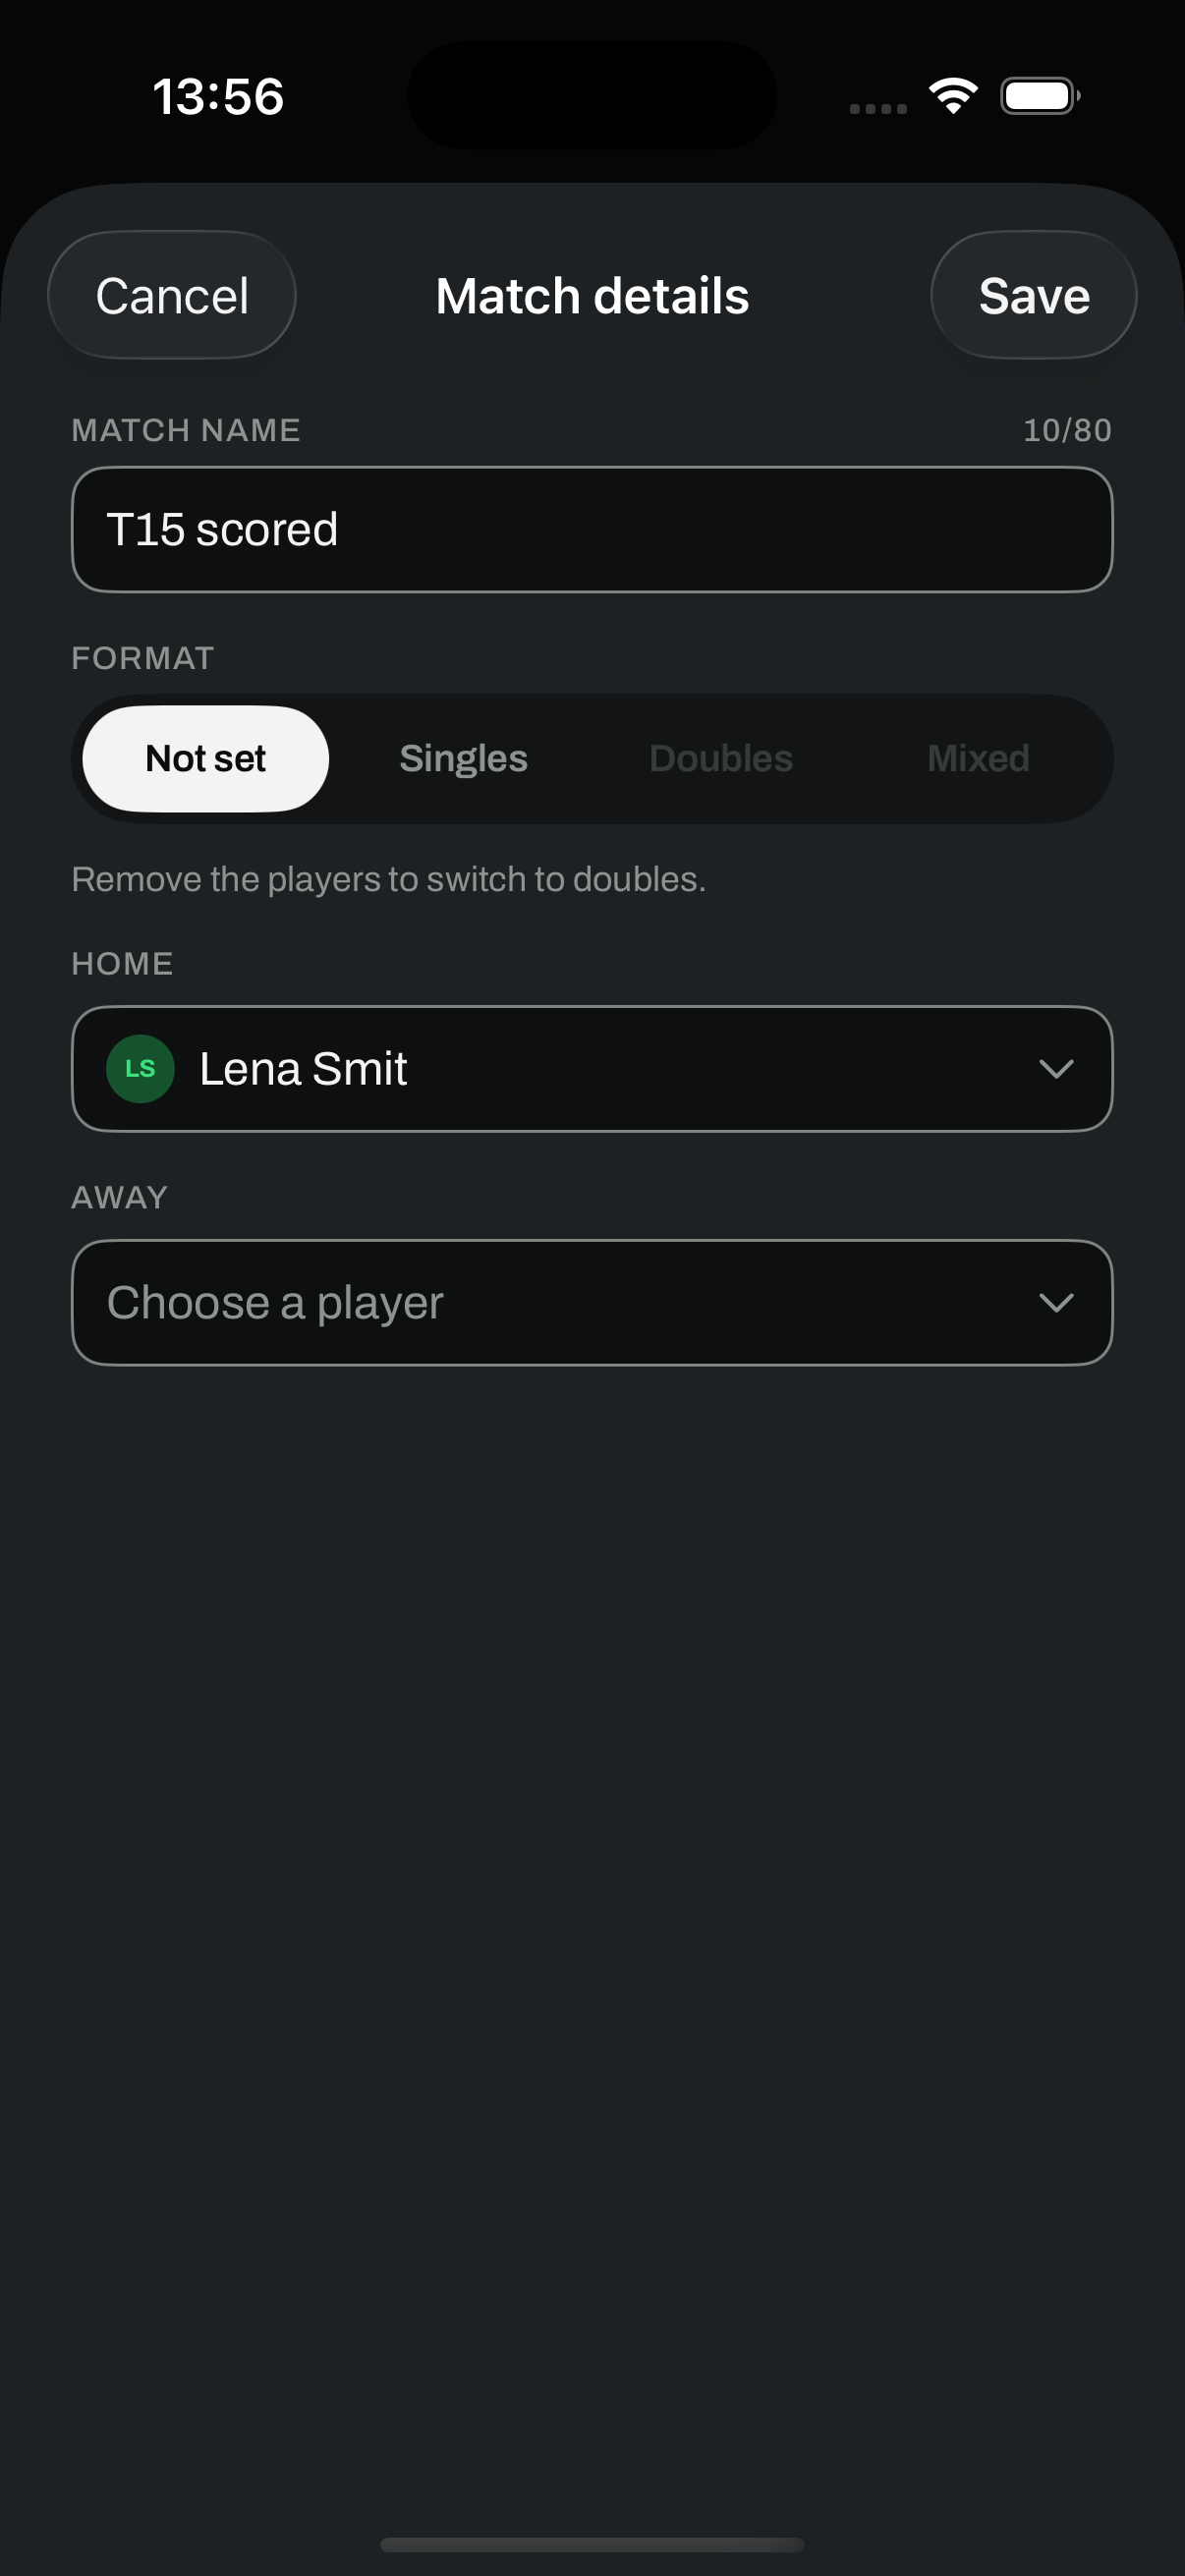 13:56
Cancel
Match details
Save
MATCH NAME
10/80
T15 scored
FORMAT
Not set
Singles
Doubles
Mixed
Remove the players to switch to doubles.
HOME
LS
Lena Smit
AWAY
Choose a player